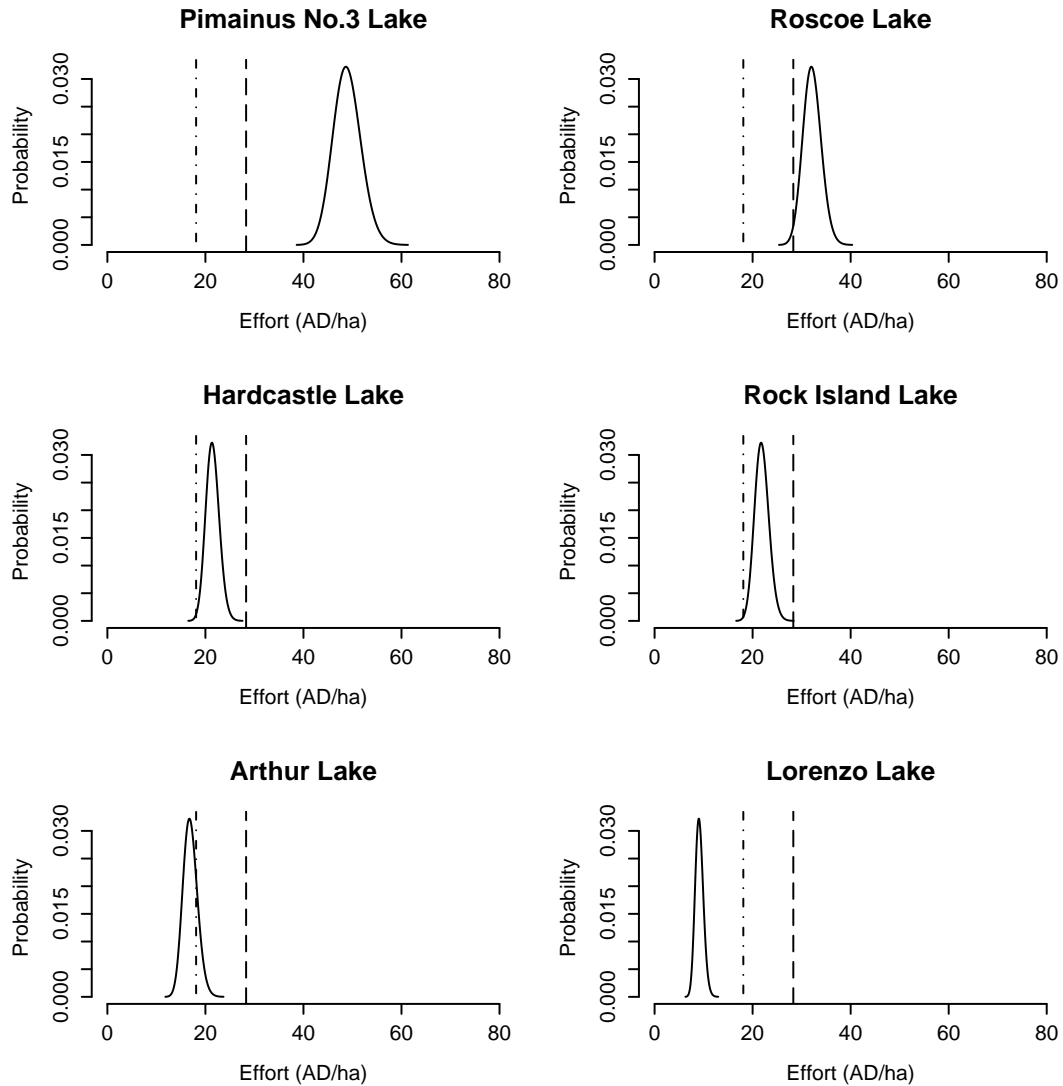 Pimainus No.3 Lake
Probability
0.000 0.015 0.030
0 20 40 60 80
Effort (AD/ha)
Roscoe Lake
Probability
0.000 0.015 0.030
0 20 40 60 80
Effort (AD/ha)
Hardcastle Lake
Probability
0.000 0.015 0.030
0 20 40 60 80
Effort (AD/ha)
Rock Island Lake
Probability
0.000 0.015 0.030
0 20 40 60 80
Effort (AD/ha)
Arthur Lake
Probability
0.000 0.015 0.030
0 20 40 60 80
Effort (AD/ha)
Lorenzo Lake
Probability
0.000 0.015 0.030
0 20 40 60 80
Effort (AD/ha)